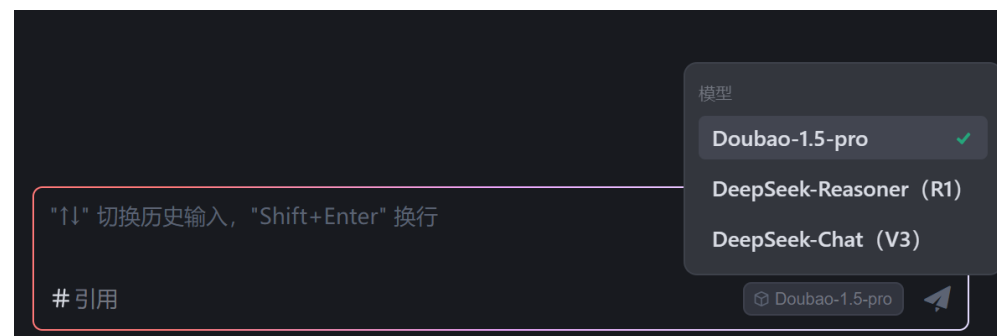 模型
Doubao-1.5-pro
DeepSeek-Reasoner（R1）
DeepSeek-Chat（V3）
"↑↓" 切换历史输入，"Shift+Enter" 换行
# 引用
Doubao-1.5-pro